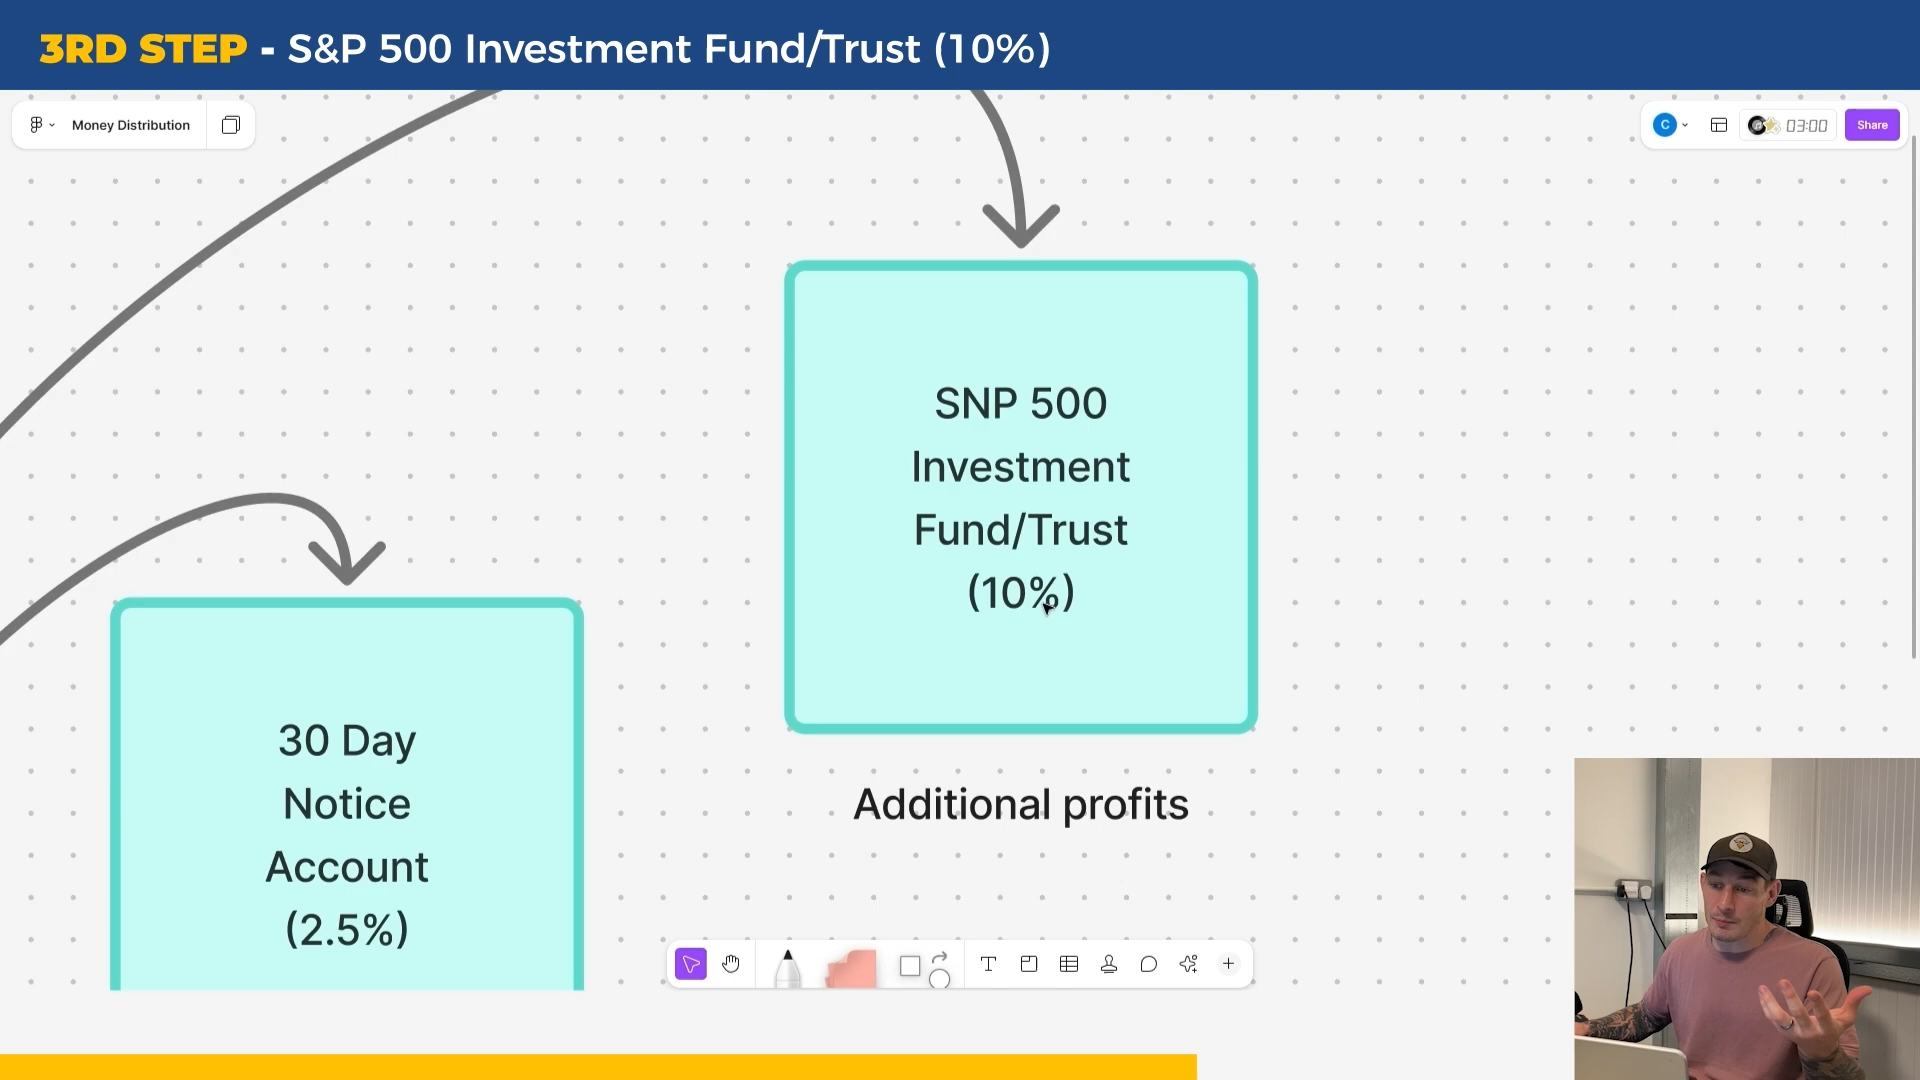 3RD STEP - S&P 500 Investment Fund/Trust (10%)
Money Distribution
C
03:00
Share
SNP 500
Investment
Fund/Trust
(10%)
30 Day
Notice
Account
(2.5%)
Additional profits